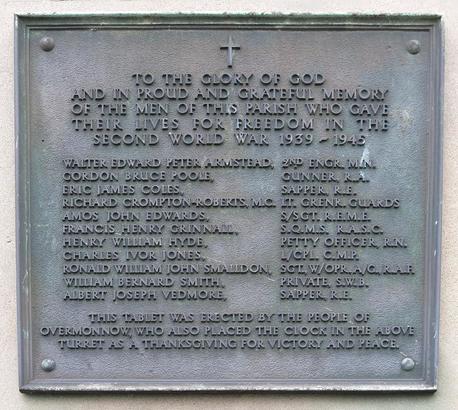 TO THE GLORY OF GOD
AND IN PROUD AND GRATEFUL MEMORY
OF THE MEN OF THIS PARISH WHO GAVE
THEIR LIVES FOR FREEDOM IN THE
SECOND WORLD WAR 1939 - 1945
WALTER EDWARD PETER ARMSTEAD, 2ND ENGR. M.N.
GORDON BRUCE POOLE, GUNNER, R.A.
ERIC JAMES COLES, SAPPER, R.E.
RICHARD CROMPTON-ROBERTS, M.C. LT. GRENR. GUARDS
AMOS JOHN EDWARDS, S/SGT. R.E.M.E.
FRANCIS HENRY GRINNALL, S.Q.M.S. R.A.S.C.
HENRY WILLIAM HYDE, PETTY OFFICER, R.N.
CHARLES IVOR JONES, L/CPL. C.M.P.
RONALD WILLIAM JOHN SMALLDON, SGT, W/OPR, A/G, R.A.F.
WILLIAM BERNARD SMITH, PRIVATE, S.W.B.
ALBERT JOSEPH VEDMORE, SAPPER, R.E.
THIS TABLET WAS ERECTED BY THE PEOPLE OF
OVERMONNOW, WHO ALSO PLACED THE CLOCK IN THE ABOVE
TURRET AS A THANKSGIVING FOR VICTORY AND PEACE.